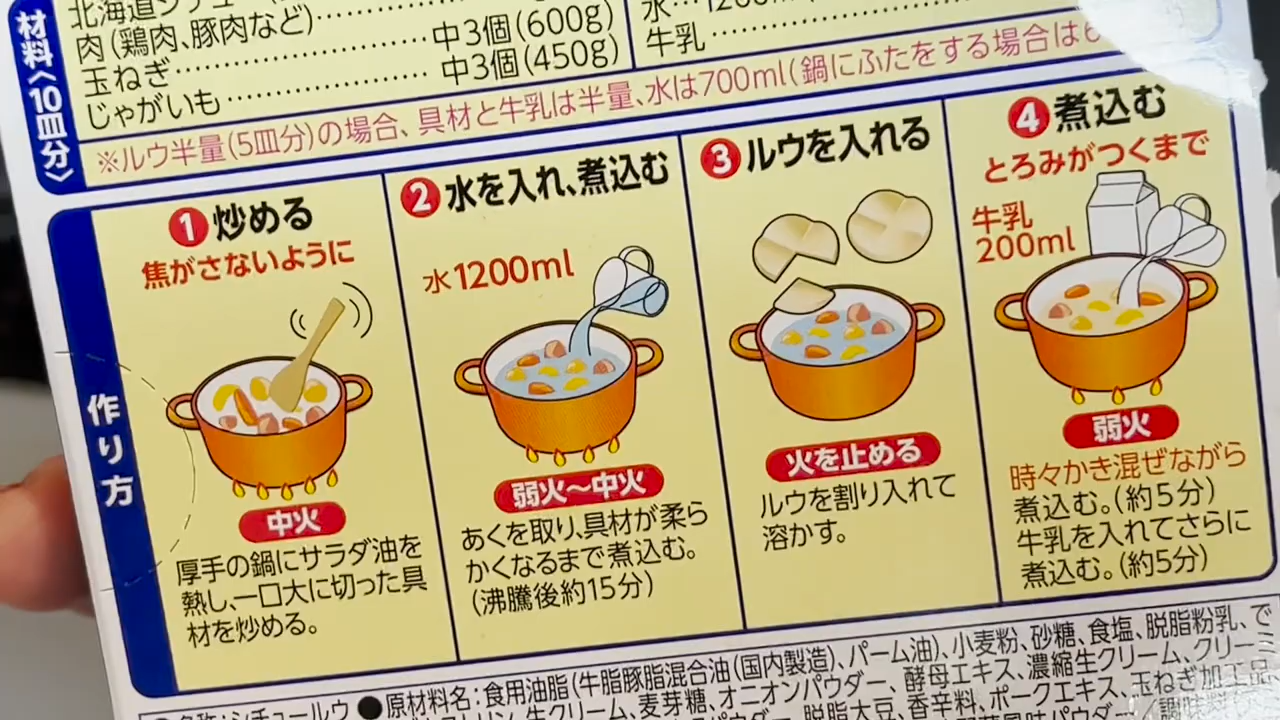 材料〈10皿分〉
北海道シチュー
肉(鶏肉、豚肉など)
玉ねぎ…中3個(600g)
じゃがいも…中3個(450g)
水…1200ml
牛乳
※ルウ半量(5皿分)の場合、具材と牛乳は半量、水は700ml(鍋にふたをする場合は6
作り方
1 炒める
焦がさないように
中火
厚手の鍋にサラダ油を
熱し、一口大に切った具
材を炒める。
2 水を入れ、煮込む
水1200ml
弱火〜中火
あくを取り、具材が柔ら
かくなるまで煮込む。
(沸騰後約15分)
3 ルウを入れる
火を止める
ルウを割り入れて
溶かす。
4 煮込む
とろみがつくまで
牛乳
200ml
弱火
時々かき混ぜながら
煮込む。(約5分)
牛乳を入れてさらに
煮込む。(約5分)
●原材料名:食用油脂(牛脂豚脂混合油(国内製造)、パーム油)、小麦粉、砂糖、食塩、脱脂粉乳、で
生クリーム、麦芽糖、オニオンパウダー、酵母エキス、濃縮生クリーム、クリー
脱脂大豆、香辛料、ポークエキス、玉ねぎ加工品